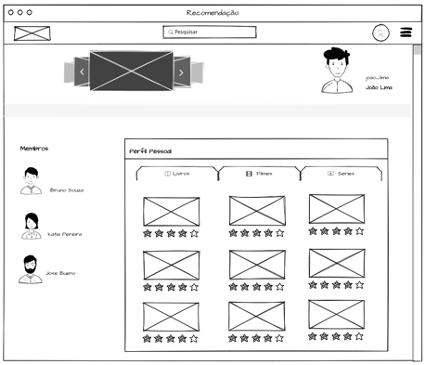 Recomendação
Pesquisar
joao_lima
João Lima
Membros
Bruno Souza
Katia Pereira
Jose Bueno
Perfil Pessoal
Livros
Filmes
Series